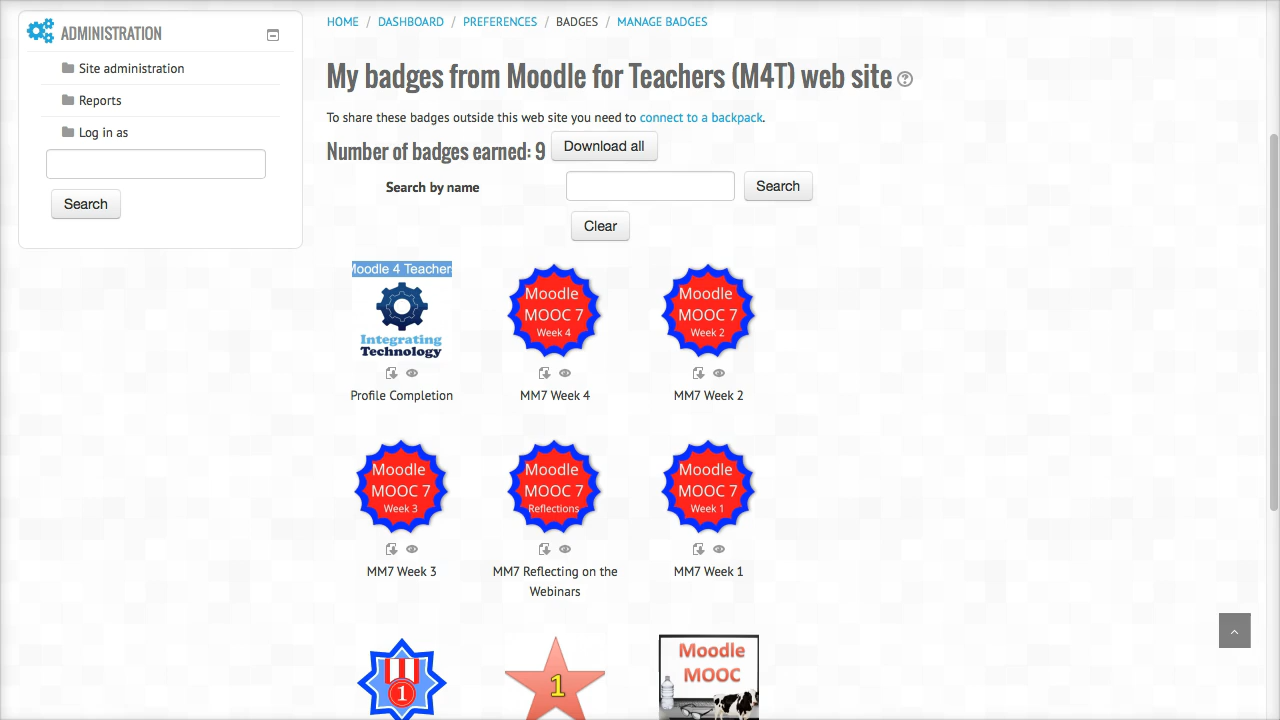 ADMINISTRATION
Site administration
Reports
Log in as
Search
HOME / DASHBOARD / PREFERENCES / BADGES / MANAGE BADGES
My badges from Moodle for Teachers (M4T) web site
To share these badges outside this web site you need to connect to a backpack.
Number of badges earned: 9 Download all
Search by name Search
Clear
Moodle 4 Teachers
Integrating
Technology
Profile Completion
Moodle
MOOC 7
Week 4
MM7 Week 4
Moodle
MOOC 7
Week 2
MM7 Week 2
Moodle
MOOC 7
Week 3
MM7 Week 3
Moodle
MOOC 7
Reflections
MM7 Reflecting on the
Webinars
Moodle
MOOC 7
Week 1
MM7 Week 1
1
1
Moodle
MOOC